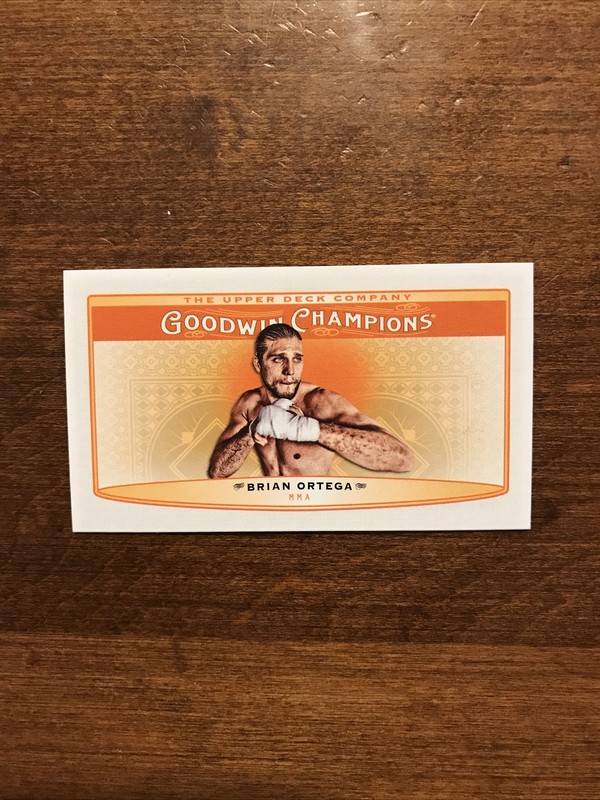 THE UPPER DECK COMPANY
GOODWIN CHAMPIONS®
BRIAN ORTEGA
MMA